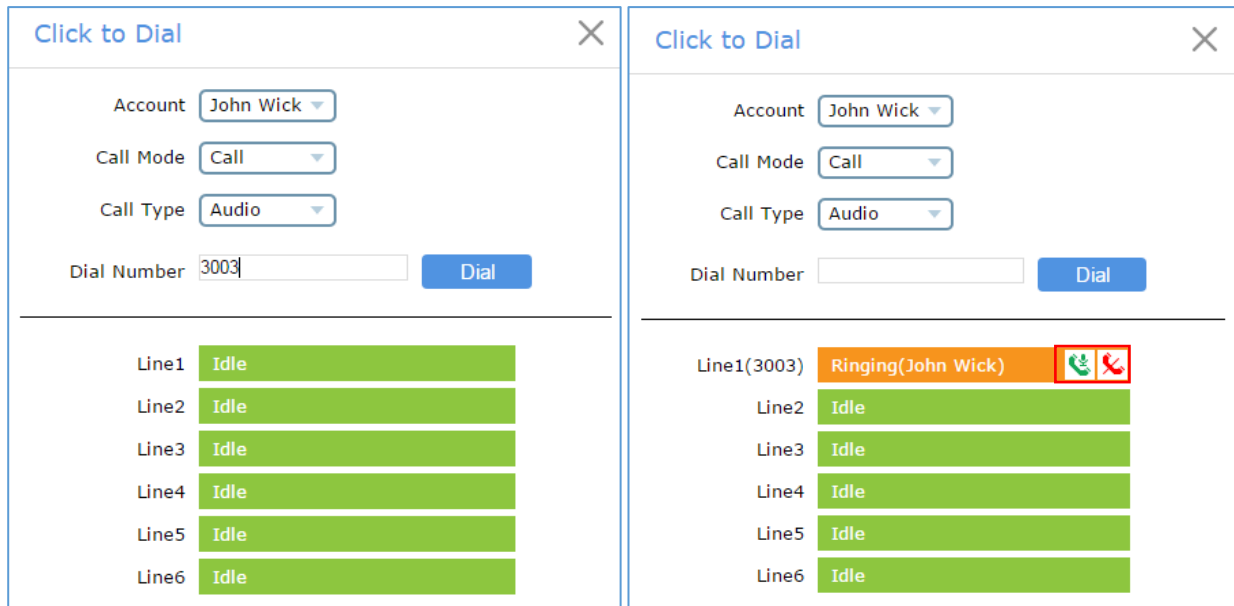 Click to Dial
Account John Wick
Call Mode Call
Call Type Audio
Dial Number 3003 Dial
Line1 Idle
Line2 Idle
Line3 Idle
Line4 Idle
Line5 Idle
Line6 Idle
Click to Dial
Account John Wick
Call Mode Call
Call Type Audio
Dial Number Dial
Line1(3003) Ringing(John Wick)
Line2 Idle
Line3 Idle
Line4 Idle
Line5 Idle
Line6 Idle